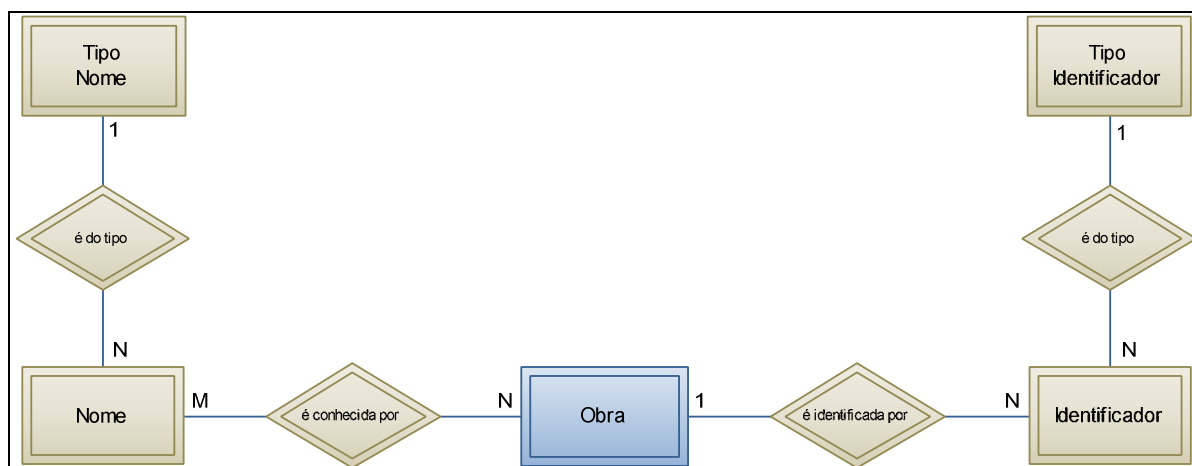 Tipo
Nome
Tipo
Identificador
1
1
é do tipo
é do tipo
N
N
Nome
M
é conhecida por
N
Obra
1
é identificada por
N
Identificador